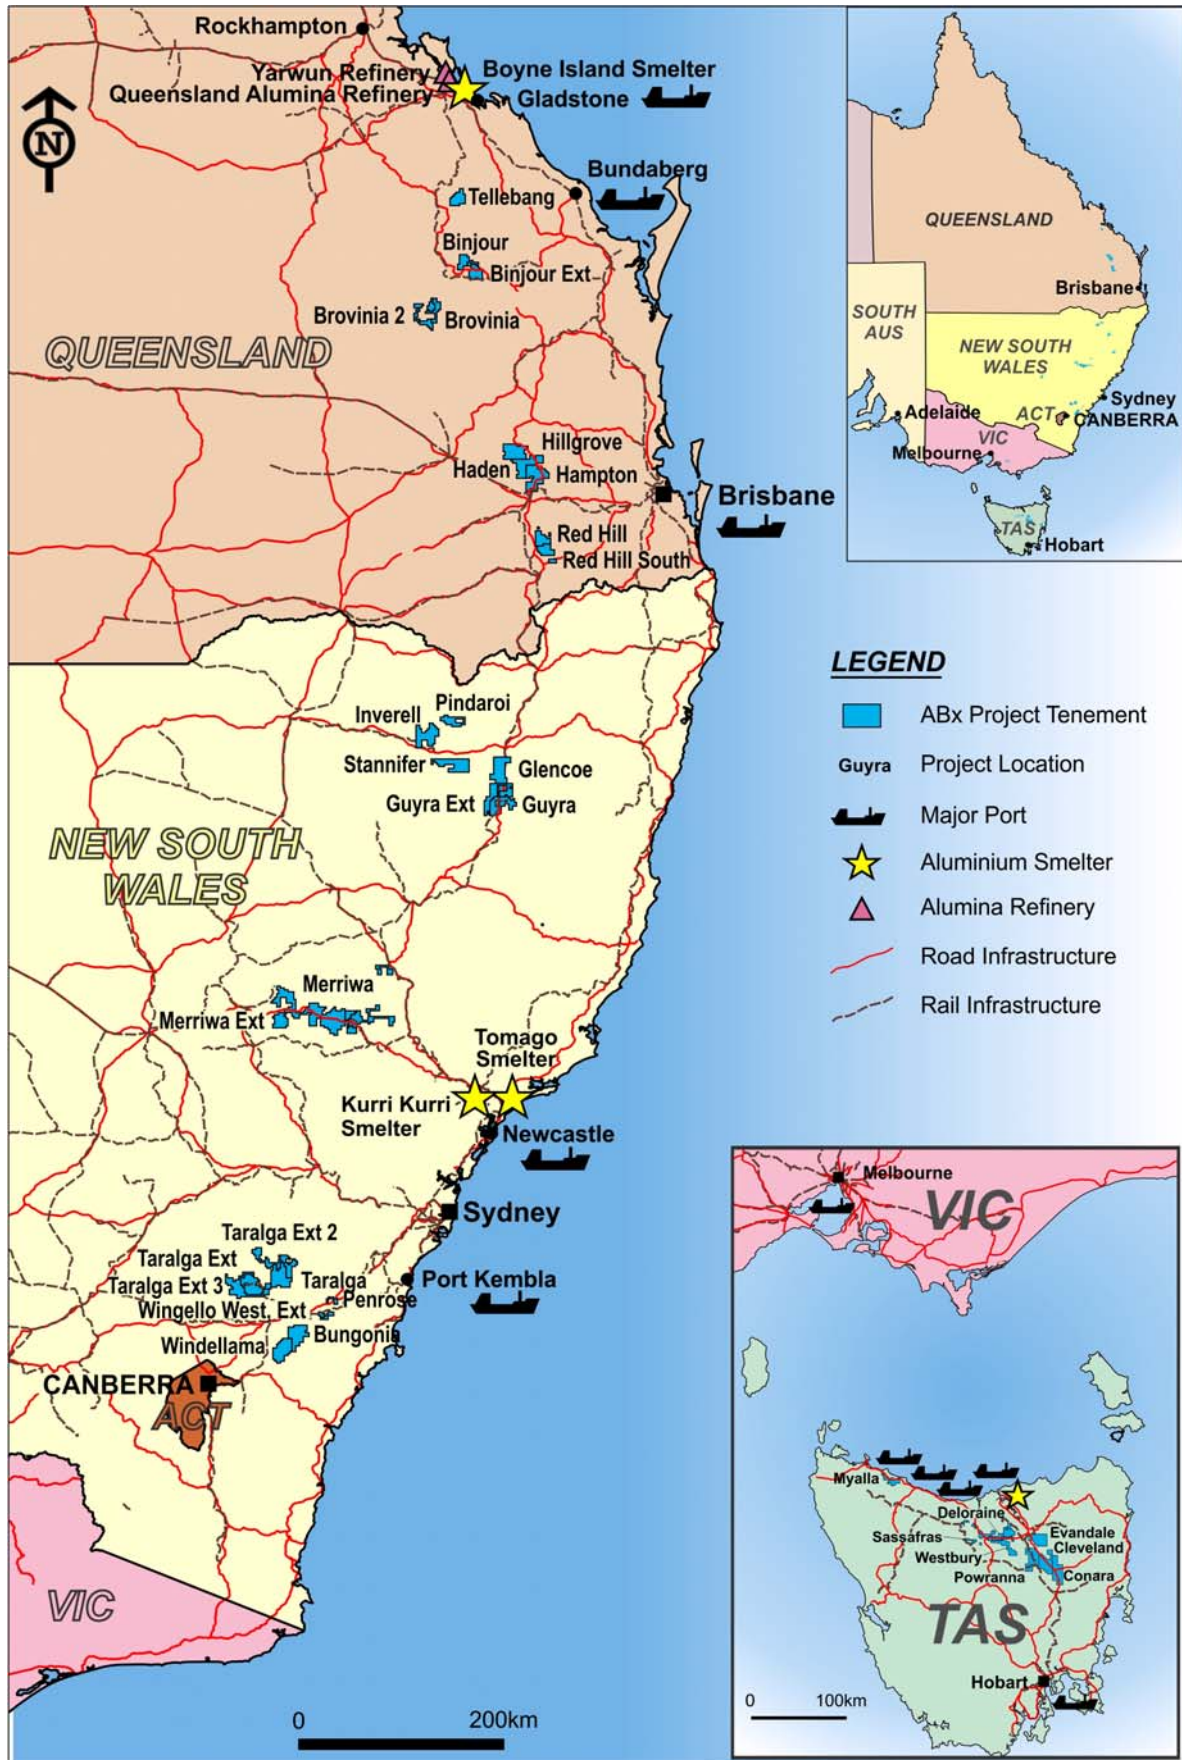 Rockhampton
Yarwun Refinery
Queensland Alumina Refinery
Boyne Island Smelter
Gladstone
N
Bundaberg
Tellebang
Binjour
Binjour Ext
Brovinia 2
Brovinia
QUEENSLAND
Hillgrove
Haden
Hampton
Brisbane
Red Hill
Red Hill South
Pindaroi
Inverell
Stannifer
Glencoe
Guyra Ext
Guyra
NEW SOUTH
WALES
Merriwa
Merriwa Ext
Tomago
Smelter
Kurri Kurri
Smelter
Newcastle
Sydney
Taralga Ext 2
Taralga Ext
Taralga Ext 3
Taralga
Port Kembla
Penrose
Wingello West. Ext
Bungonia
Windellama
CANBERRA
ACT
VIC
0
200km
QUEENSLAND
Brisbane
SOUTH
AUS
NEW SOUTH
WALES
Sydney
ACT
CANBERRA
Adelaide
VIC
Melbourne
TAS
Hobart
LEGEND
ABx Project Tenement
Guyra Project Location
Major Port
Aluminium Smelter
Alumina Refinery
Road Infrastructure
Rail Infrastructure
Melbourne
VIC
Myalla
Deloraine
Sassafras
Evandale
Cleveland
Westbury
Powranna
Conara
TAS
Hobart
0
100km